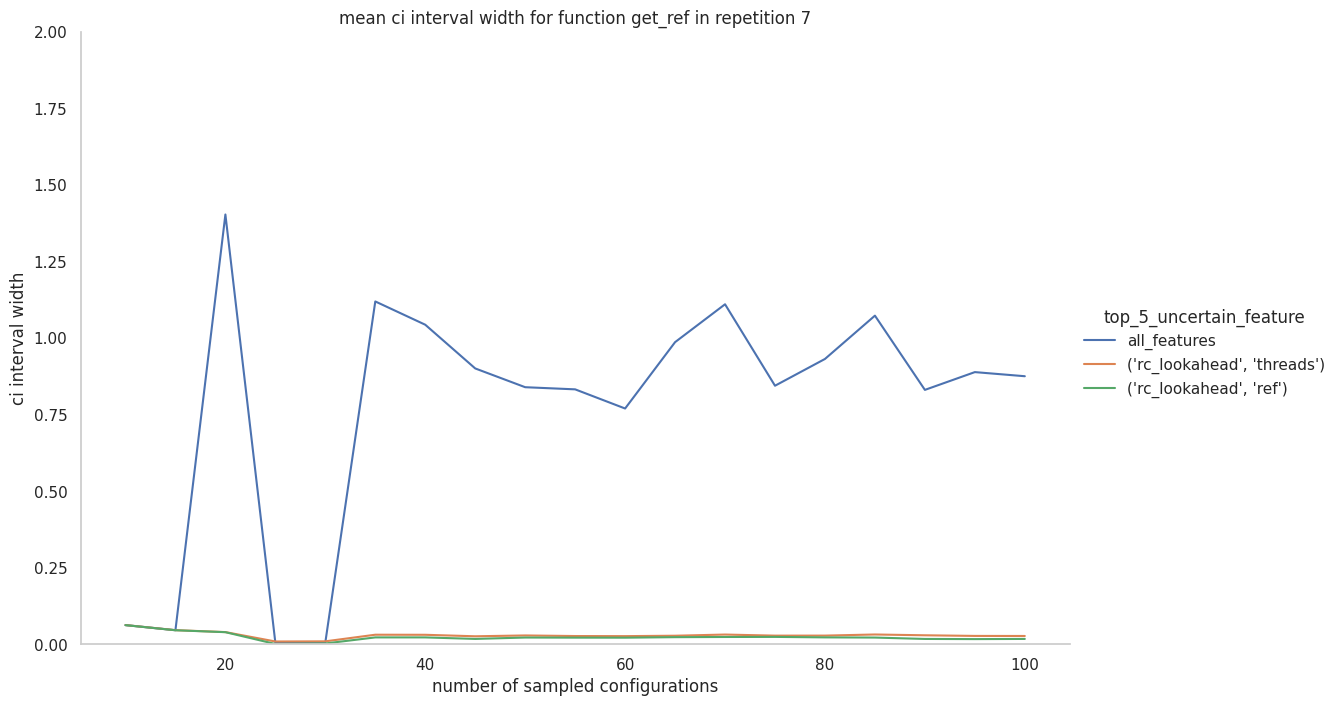 mean ci interval width for function get_ref in repetition 7
2.00
1.75
1.50
1.25
1.00
0.75
0.50
0.25
0.00
ci interval width
20
40
60
80
100
number of sampled configurations
top_5_uncertain_feature
all_features
('rc_lookahead', 'threads')
('rc_lookahead', 'ref')